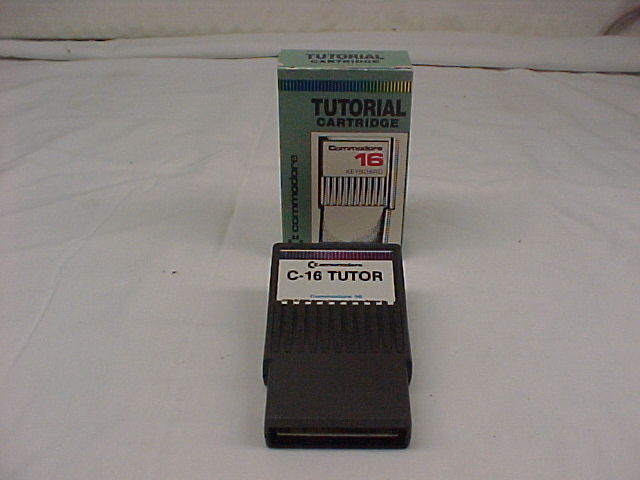 TUTORIAL
CARTRIDGE
TUTORIAL
CARTRIDGE
Commodore
16
KEYBOARD
commodore
commodore
C-16 TUTOR
Commodore 16